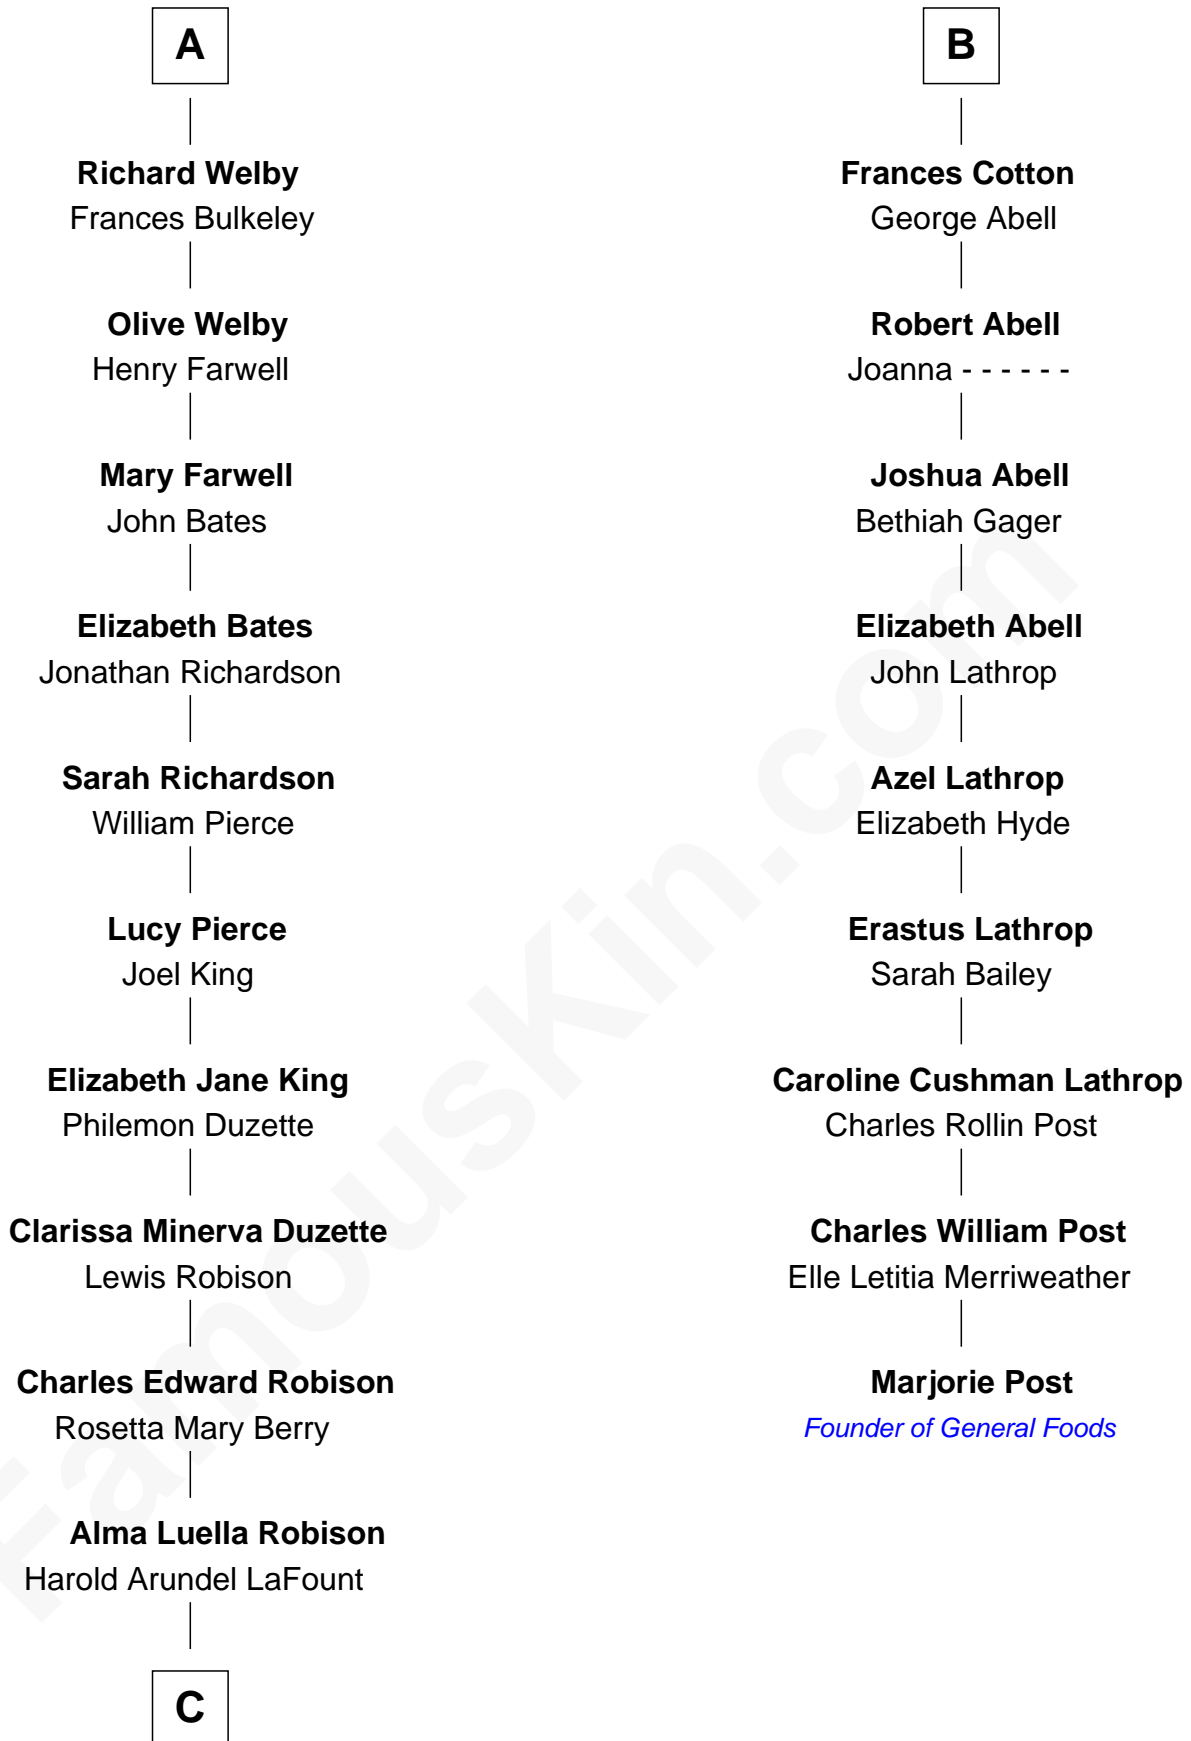 A
Richard Welby
Frances Bulkeley
Olive Welby
Henry Farwell
Mary Farwell
John Bates
Elizabeth Bates
Jonathan Richardson
Sarah Richardson
William Pierce
Lucy Pierce
Joel King
Elizabeth Jane King
Philemon Duzette
Clarissa Minerva Duzette
Lewis Robison
Charles Edward Robison
Rosetta Mary Berry
Alma Luella Robison
Harold Arundel LaFount
C
B
Frances Cotton
George Abell
Robert Abell
Joanna - - - - - -
Joshua Abell
Bethiah Gager
Elizabeth Abell
John Lathrop
Azel Lathrop
Elizabeth Hyde
Erastus Lathrop
Sarah Bailey
Caroline Cushman Lathrop
Charles Rollin Post
Charles William Post
Elle Letitia Merriweather
Marjorie Post
Founder of General Foods
FamousKin.com